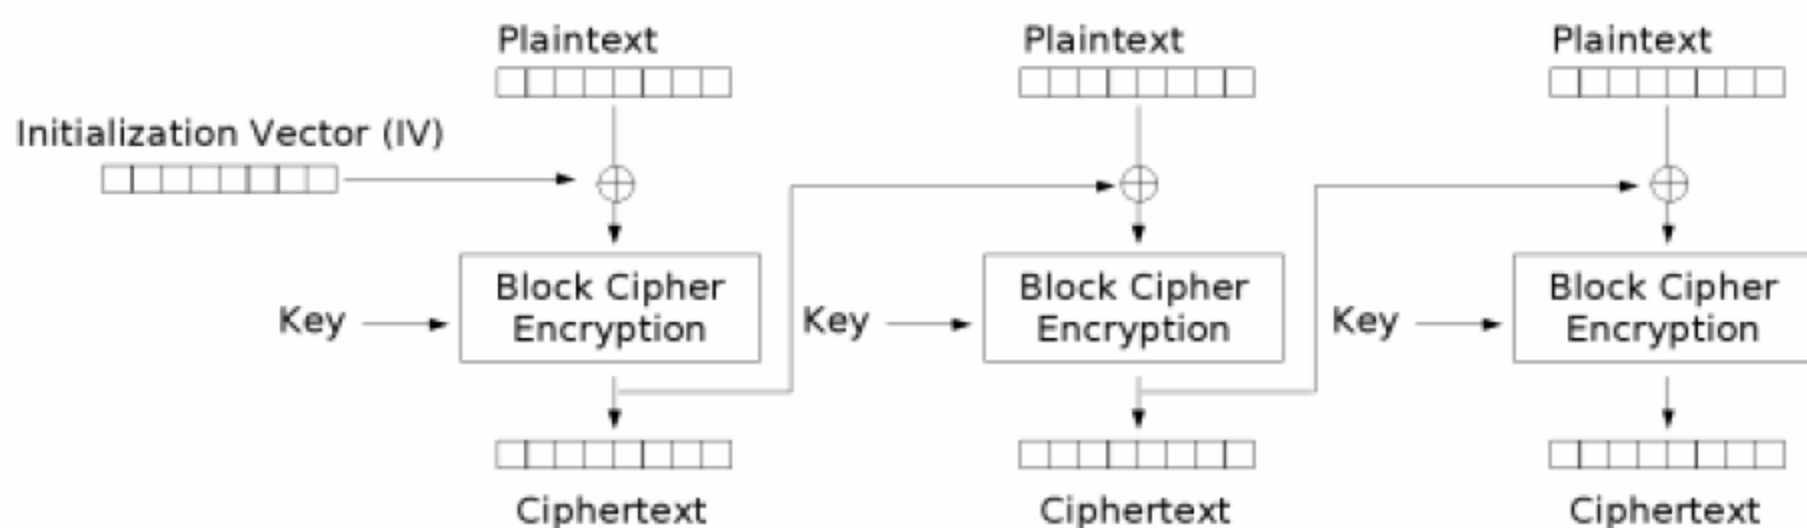 Plaintext
Plaintext
Plaintext
Initialization Vector (IV)
Key
Block Cipher
Encryption
Key
Block Cipher
Encryption
Key
Block Cipher
Encryption
Ciphertext
Ciphertext
Ciphertext